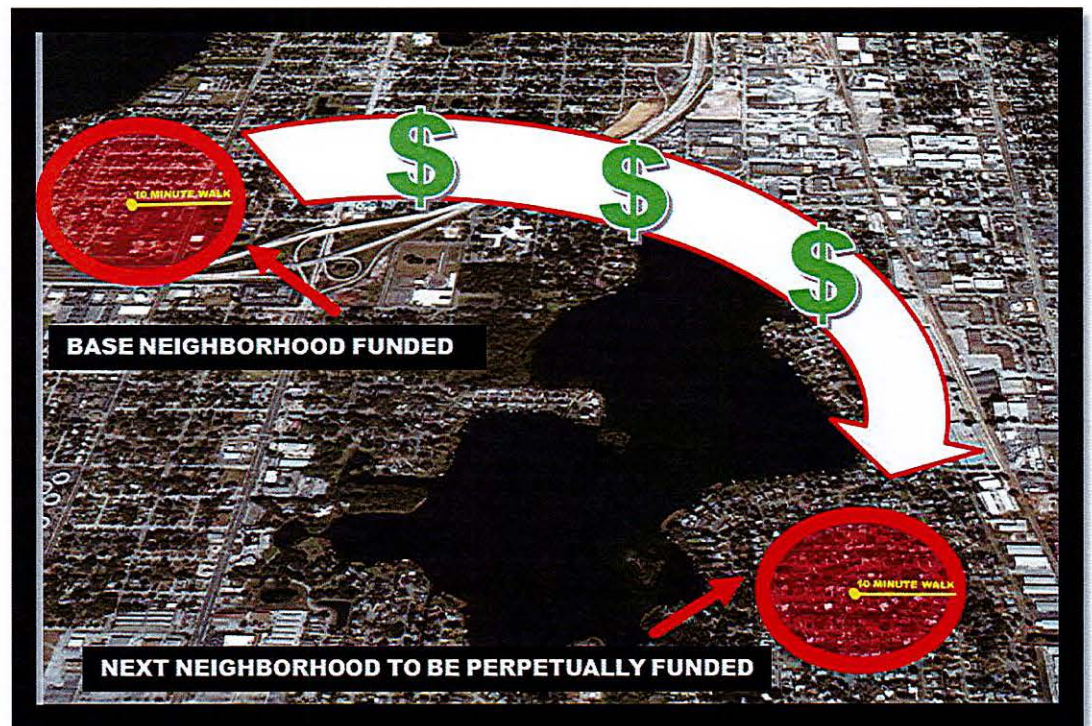 10 MINUTE WALK
$
$
$
BASE NEIGHBORHOOD FUNDED
10 MINUTE WALK
NEXT NEIGHBORHOOD TO BE PERPETUALLY FUNDED